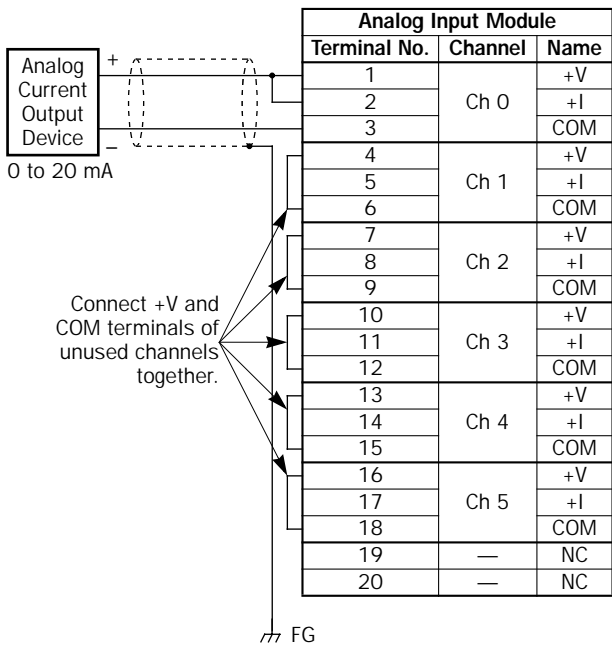 Analog Input Module
Terminal No. Channel Name
1 +V
2 Ch 0 +I
3 COM
4 +V
5 Ch 1 +I
6 COM
7 +V
8 Ch 2 +I
9 COM
10 +V
11 Ch 3 +I
12 COM
13 +V
14 Ch 4 +I
15 COM
16 +V
17 Ch 5 +I
18 COM
19 — NC
20 — NC
+
Analog
Current
Output
Device
–
0 to 20 mA
Connect +V and
COM terminals of
unused channels
together.
FG